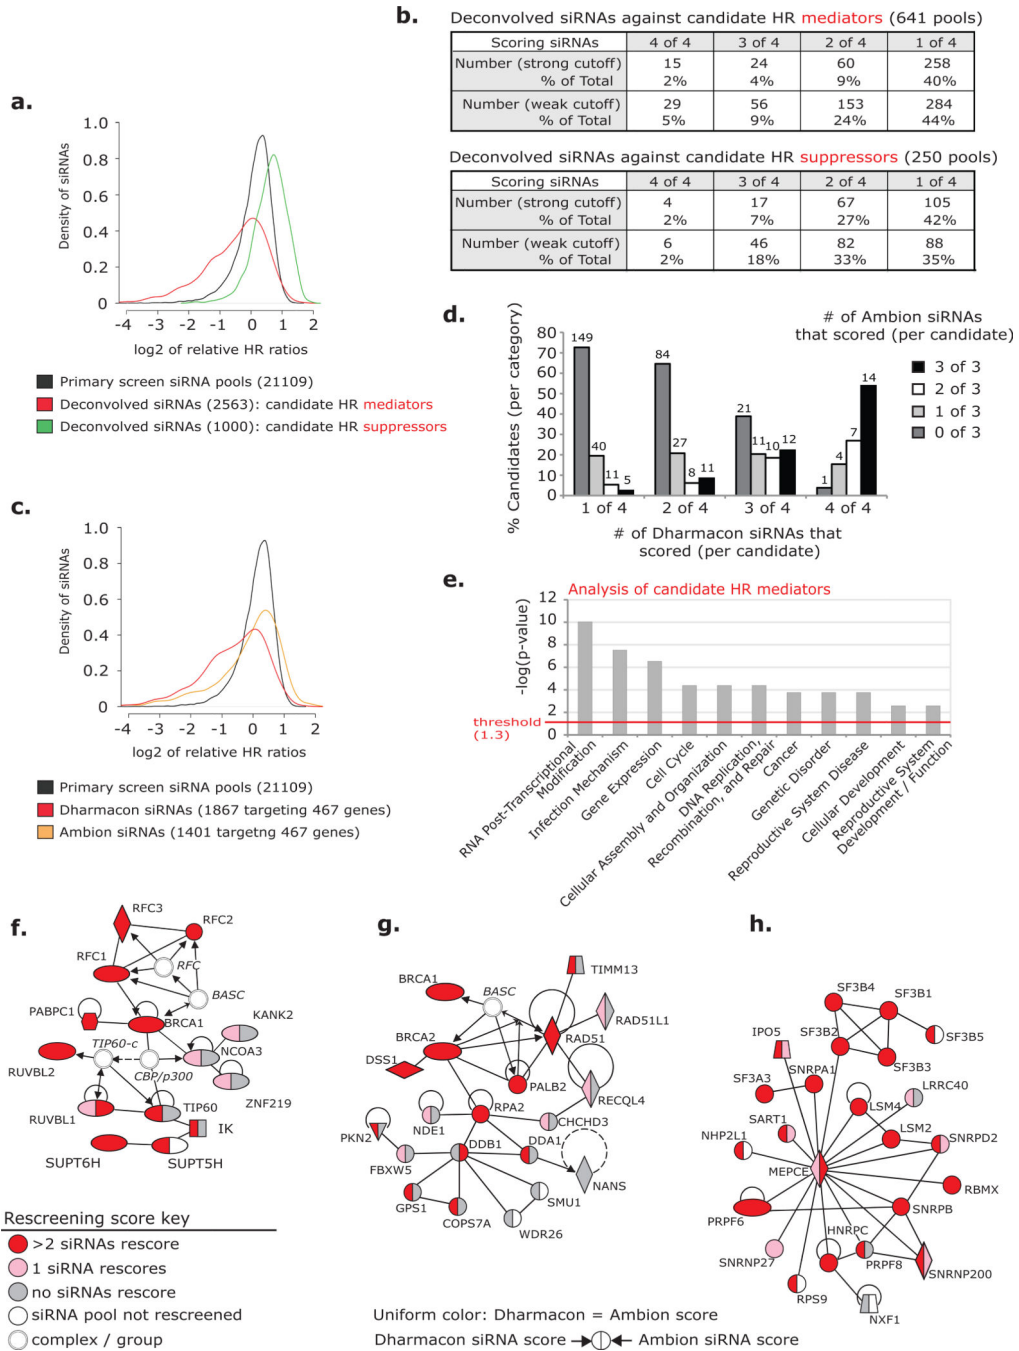 a.
Density of siRNAs
1.0
0.8
0.6
0.4
0.2
0
-4 -3 -2 -1 0 1 2
log2 of relative HR ratios
Primary screen siRNA pools (21109)
Deconvolved siRNAs (2563): candidate HR mediators
Deconvolved siRNAs (1000): candidate HR suppressors
b.
Deconvolved siRNAs against candidate HR mediators (641 pools)
Scoring siRNAs 4 of 4 3 of 4 2 of 4 1 of 4
Number (strong cutoff) 15 24 60 258
% of Total 2% 4% 9% 40%
Number (weak cutoff) 29 56 153 284
% of Total 5% 9% 24% 44%
Deconvolved siRNAs against candidate HR suppressors (250 pools)
Scoring siRNAs 4 of 4 3 of 4 2 of 4 1 of 4
Number (strong cutoff) 4 17 67 105
% of Total 2% 7% 27% 42%
Number (weak cutoff) 6 46 82 88
% of Total 2% 18% 33% 35%
c.
Density of siRNAs
1.0
0.8
0.6
0.4
0.2
0
-4 -3 -2 -1 0 1 2
log2 of relative HR ratios
Primary screen siRNA pools (21109)
Dharmacon siRNAs (1867 targeting 467 genes)
Ambion siRNAs (1401 targetng 467 genes)
d.
% Candidates (per category)
80
70
60
50
40
30
20
10
0
149 40 11 5
84 27 8 11
21 11 10 12
1 4 7 14
1 of 4 2 of 4 3 of 4 4 of 4
# of Dharmacon siRNAs that
scored (per candidate)
# of Ambion siRNAs
that scored (per candidate)
3 of 3
2 of 3
1 of 3
0 of 3
e.
Analysis of candidate HR mediators
-log(p-value)
12
10
8
6
4
2
0
threshold
(1.3)
RNA Post-Transcriptional
Modification
Infection Mechanism
Gene Expression
Cell Cycle
Cellular Assembly and Organization
DNA Replication,
Recombination, and Repair
Cancer
Genetic Disorder
Reproductive System Disease
Cellular Development
Reproductive System
Development / Function
f.
RFC3
RFC2
RFC1
RFC
BASC
PABPC1
BRCA1
KANK2
TIP60-c
NCOA3
RUVBL2
CBP/p300
ZNF219
RUVBL1
TIP60
IK
SUPT6H
SUPT5H
g.
TIMM13
BRCA1
BASC
RAD51L1
BRCA2
RAD51
DSS1
PALB2
RECQL4
RPA2
NDE1
CHCHD3
PKN2
DDB1
DDA1
FBXW5
NANS
GPS1
COPS7A
SMU1
WDR26
h.
SF3B4
SF3B1
IPO5
SF3B2
SF3B5
SNRPA1
SF3B3
SF3A3
LRRC40
SART1
LSM4
NHP2L1
LSM2
SNRPD2
MEPCE
RBMX
PRPF6
SNRPB
HNRPC
SNRNP27
PRPF8
SNRNP200
RPS9
NXF1
Rescreening score key
>2 siRNAs rescore
1 siRNA rescores
no siRNAs rescore
siRNA pool not rescreened
complex / group
Uniform color: Dharmacon = Ambion score
Dharmacon siRNA score Ambion siRNA score